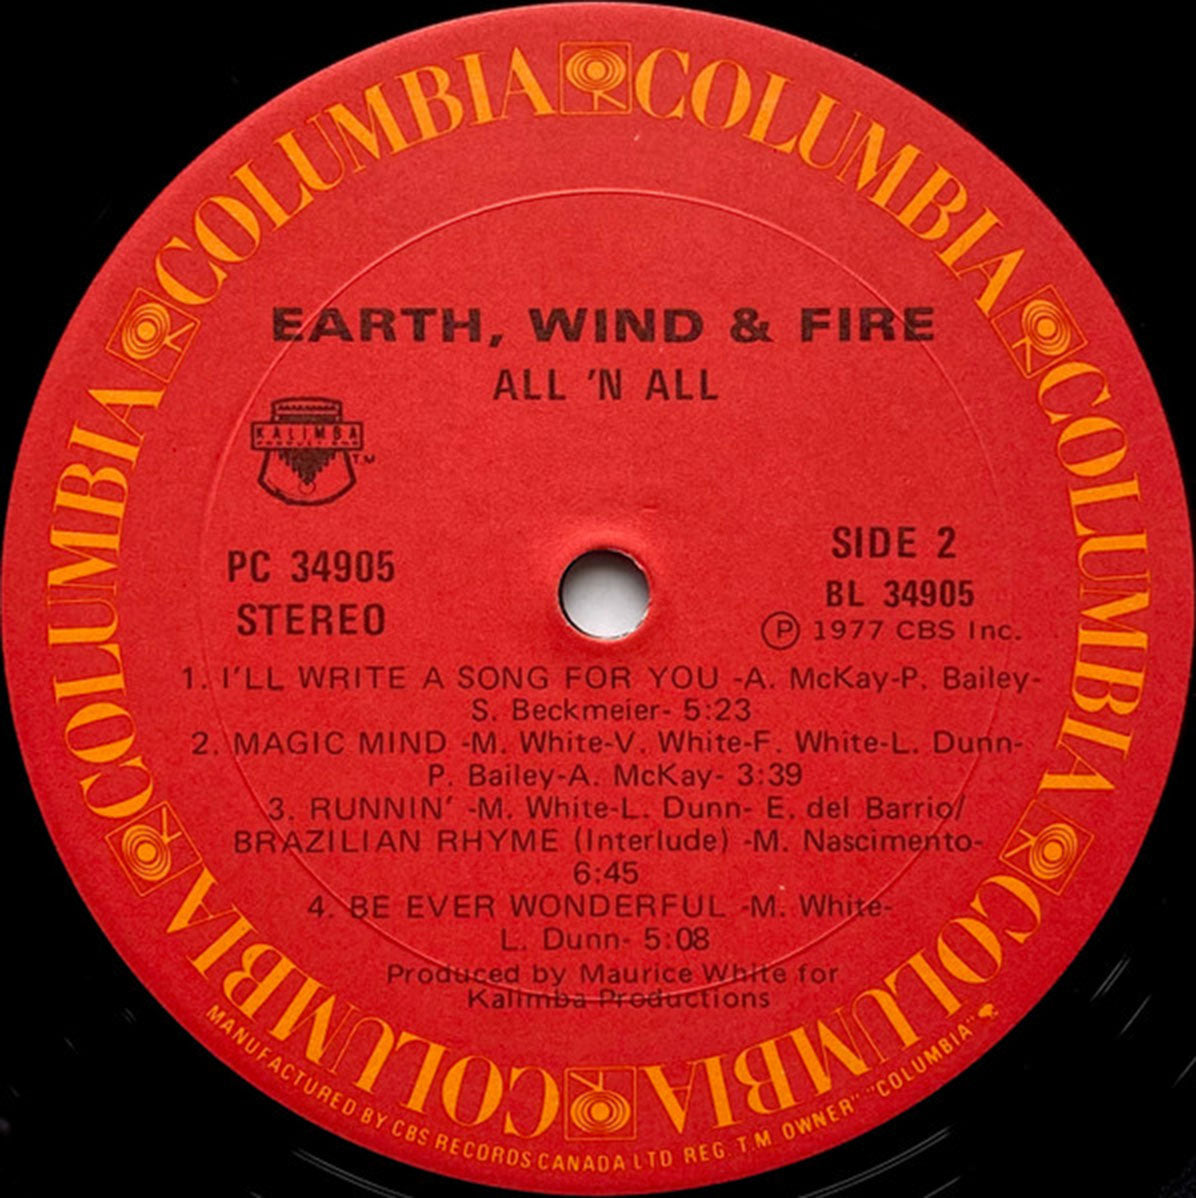 COLUMBIA COLUMBIA COLUMBIA COLUMBIA COLUMBIA COLUMBIA
EARTH, WIND & FIRE
ALL 'N ALL
KALIMBA
PRODUCTIONS
T.M.
PC 34905
STEREO
SIDE 2
BL 34905
Ⓟ 1977 CBS Inc.
1. I'LL WRITE A SONG FOR YOU -A. McKay-P. Bailey-
S. Beckmeier- 5:23
2. MAGIC MIND -M. White-V. White-F. White-L. Dunn-
P. Bailey-A. McKay- 3:39
3. RUNNIN' -M. White-L. Dunn- E. del Barrio/
BRAZILIAN RHYME (Interlude) -M. Nascimento-
6:45
4. BE EVER WONDERFUL -M. White-
L. Dunn- 5:08
Produced by Maurice White for
Kalimba Productions
MANUFACTURED BY CBS RECORDS CANADA LTD REG. T.M. OWNER" "COLUMBIA"